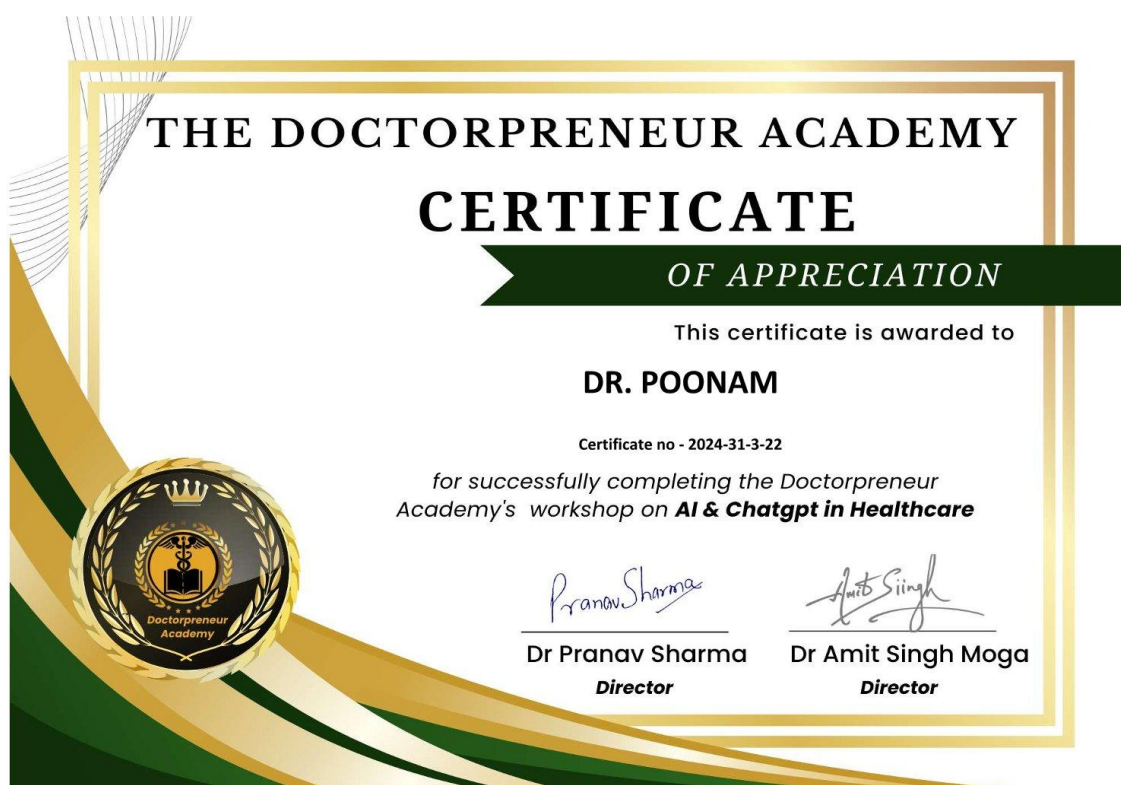 THE DOCTORPRENEUR ACADEMY
CERTIFICATE
OF APPRECIATION
This certificate is awarded to
DR. POONAM
Certificate no - 2024-31-3-22
for successfully completing the Doctorpreneur
Academy's workshop on AI & Chatgpt in Healthcare
Doctorpreneur
Academy
Pranav Sharma
Amit Siingh
Dr Pranav Sharma
Dr Amit Singh Moga
Director
Director